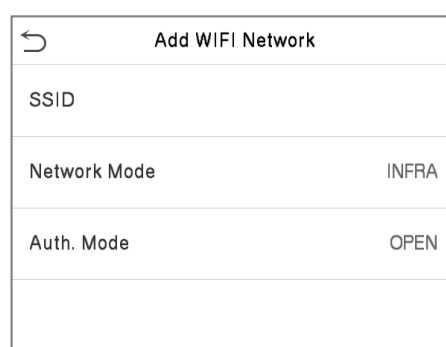 Add WIFI Network
SSID
Network Mode INFRA
Auth. Mode OPEN